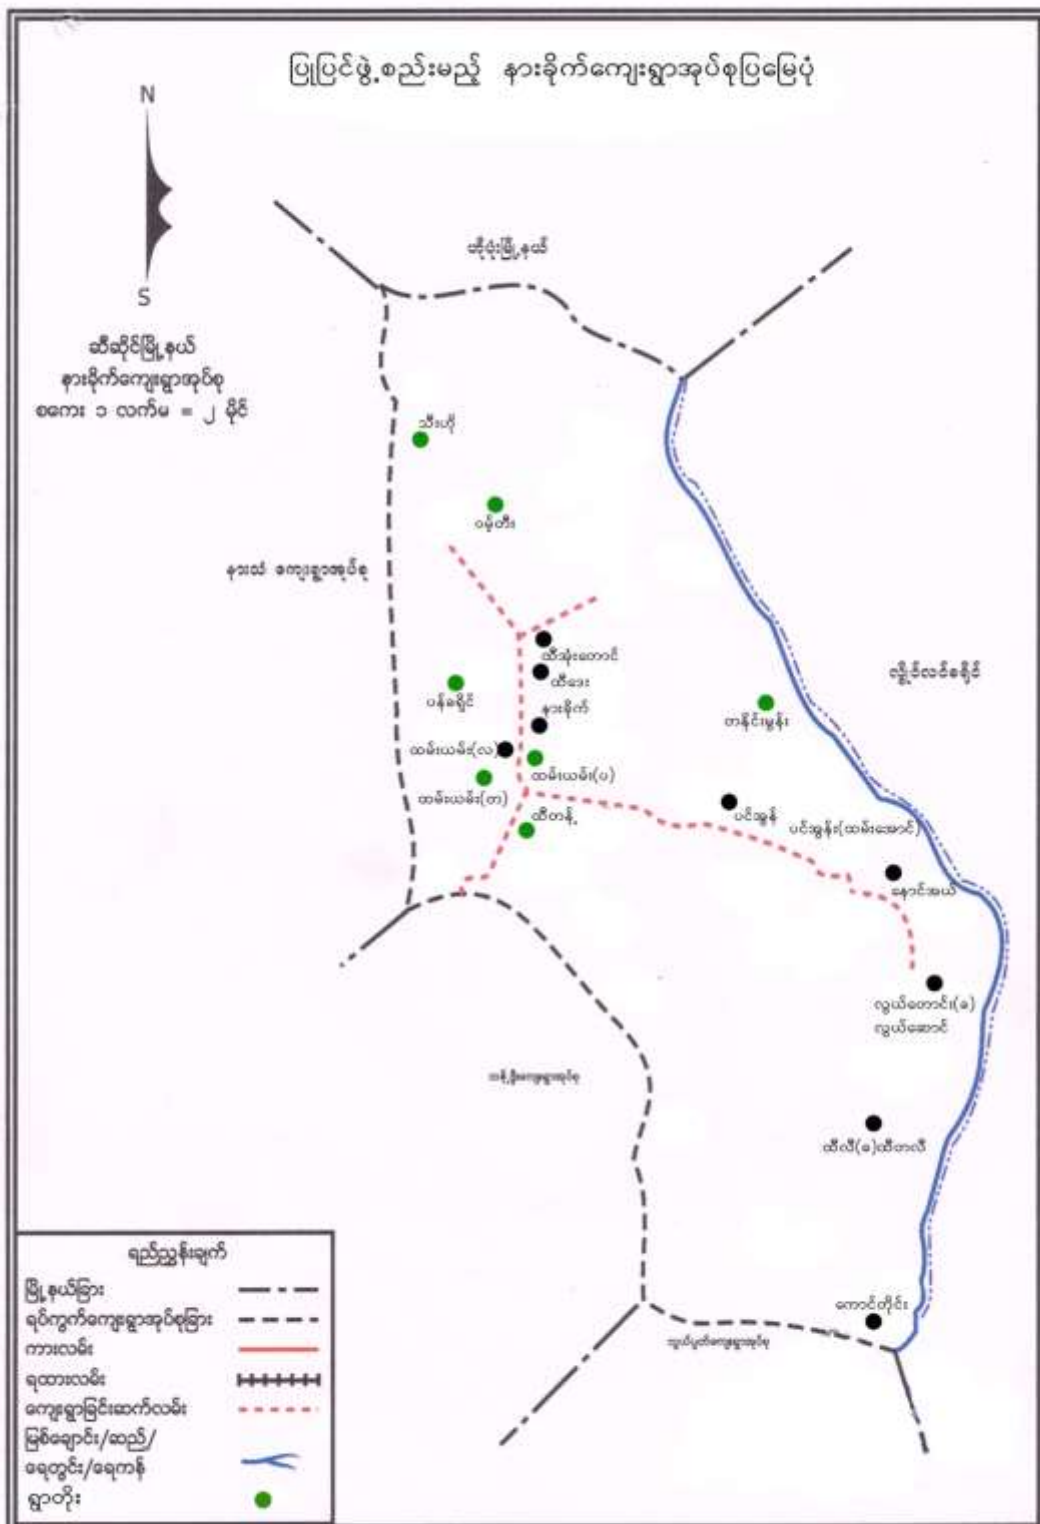 ပြုပြင်ဖွဲ့စည်းမည့် နားခိုက်ကျေးရွာအုပ်စုပြမြေပုံ
N
S
ဆီဆိုင်မြို့နယ်
နားခိုက်ကျေးရွာအုပ်စု
စကေး ၁ လက်မ = ၂ မိုင်
ဟိုပုံးမြို့နယ်
သီးဟို
ဝမ့်တီး
နားသံ ကျေးရွာအုပ်စု
ထီအုံးတောင်
ထီဒေး
ပန်ခရိုင်
နားခိုက်
ထမ်းယမ်း(လ)
ထမ်းယမ်း(ပ)
ထမ်းယမ်း(တ)
ထီတန့်
လွိုင်လင်ခရိုင်
တနိုင်းမွန်း
ပင်အွန်
ပင်အွန်း(ထမ်းအောင်)
နောင်အယ်
လွယ်တောင်း(ခ)
လွယ်ဆောင်
ထီလီ(ခ)ထီတလီ
ကောင်တိုင်း
ရည်ညွှန်းချက်
မြို့နယ်ခြား
ရပ်ကွက်ကျေးရွာအုပ်စုခြား
ကားလမ်း
ရထားလမ်း
ကျေးရွာခြင်းဆက်လမ်း
မြစ်ချောင်း/ဆည်/
ရေတွင်း/ရေကန်
ရွာတိုး